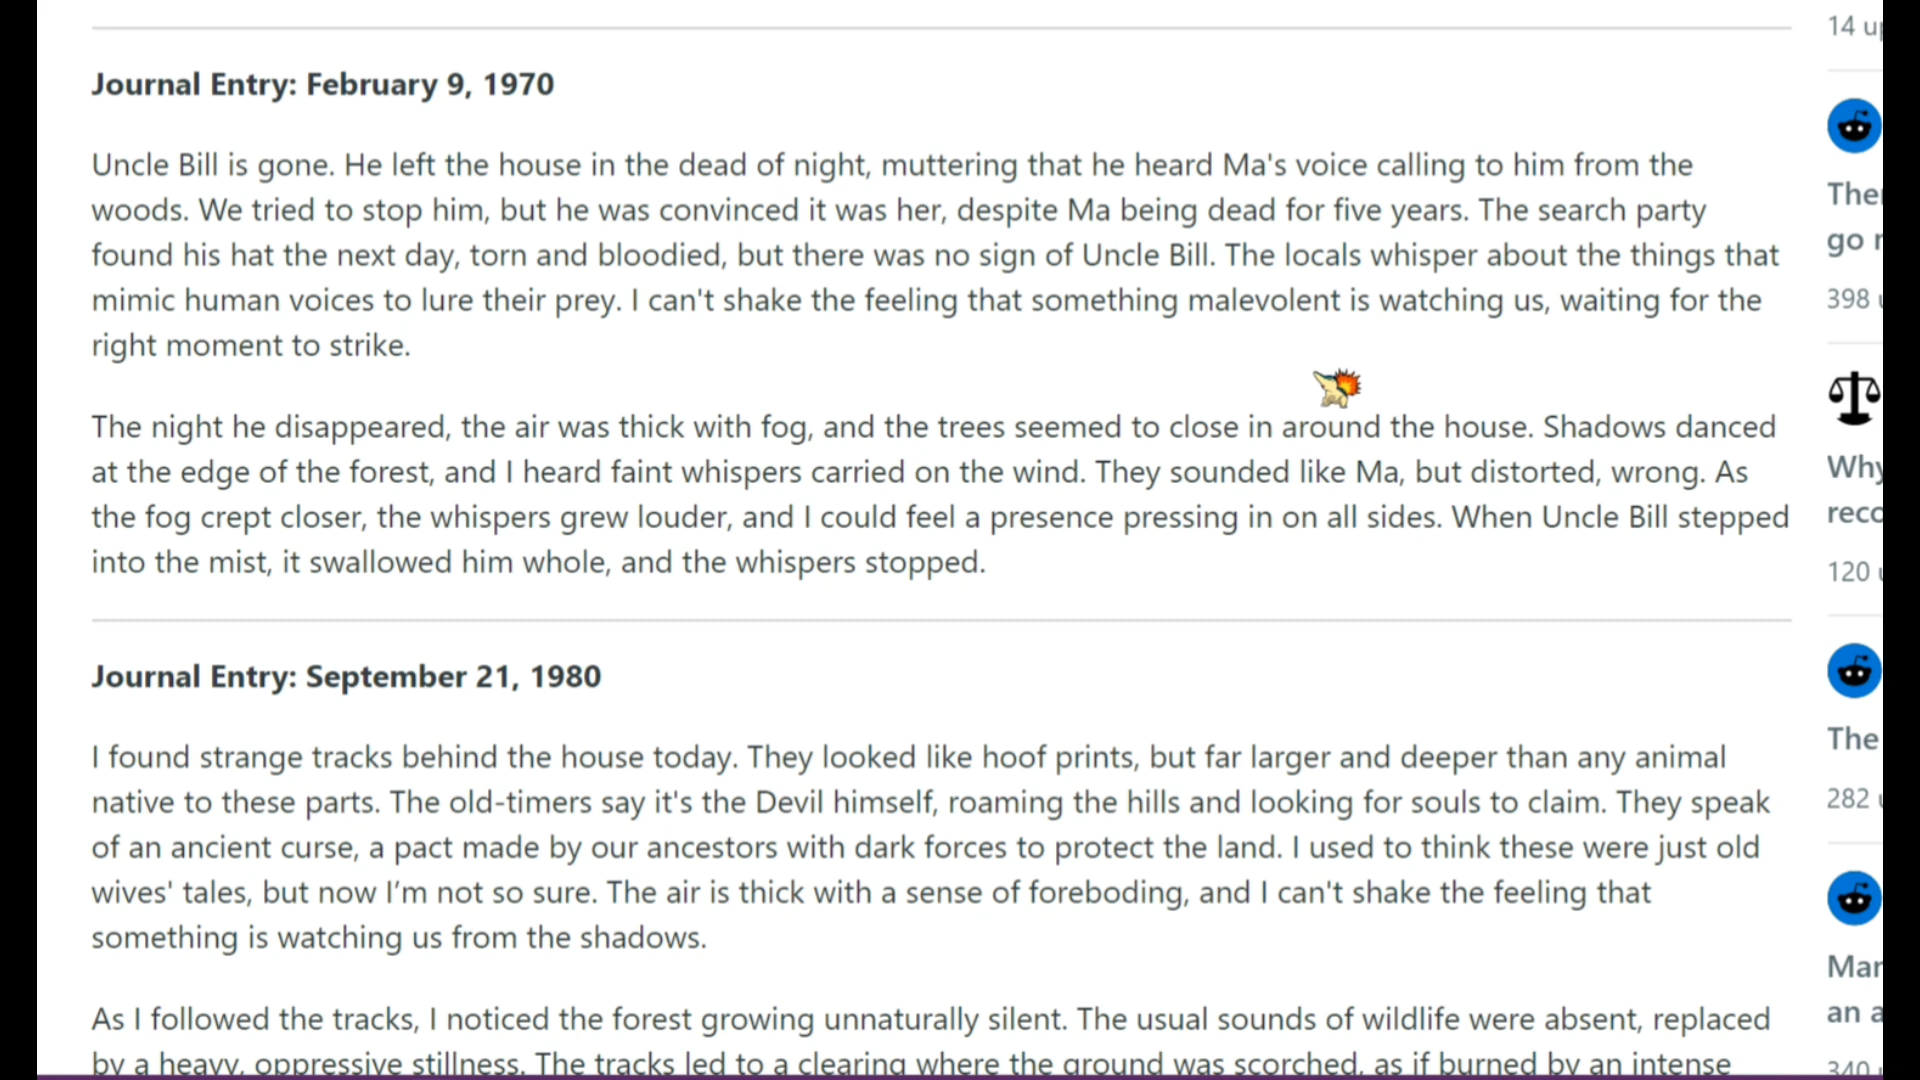 14 up
Journal Entry: February 9, 1970
Uncle Bill is gone. He left the house in the dead of night, muttering that he heard Ma's voice calling to him from the
woods. We tried to stop him, but he was convinced it was her, despite Ma being dead for five years. The search party
found his hat the next day, torn and bloodied, but there was no sign of Uncle Bill. The locals whisper about the things that
mimic human voices to lure their prey. I can't shake the feeling that something malevolent is watching us, waiting for the
right moment to strike.
The night he disappeared, the air was thick with fog, and the trees seemed to close in around the house. Shadows danced
at the edge of the forest, and I heard faint whispers carried on the wind. They sounded like Ma, but distorted, wrong. As
the fog crept closer, the whispers grew louder, and I could feel a presence pressing in on all sides. When Uncle Bill stepped
into the mist, it swallowed him whole, and the whispers stopped.
Journal Entry: September 21, 1980
I found strange tracks behind the house today. They looked like hoof prints, but far larger and deeper than any animal
native to these parts. The old-timers say it's the Devil himself, roaming the hills and looking for souls to claim. They speak
of an ancient curse, a pact made by our ancestors with dark forces to protect the land. I used to think these were just old
wives' tales, but now I’m not so sure. The air is thick with a sense of foreboding, and I can't shake the feeling that
something is watching us from the shadows.
As I followed the tracks, I noticed the forest growing unnaturally silent. The usual sounds of wildlife were absent, replaced
by a heavy, oppressive stillness. The tracks led to a clearing where the ground was scorched, as if burned by an intense
go
398
Why
120
The
282
an a
340